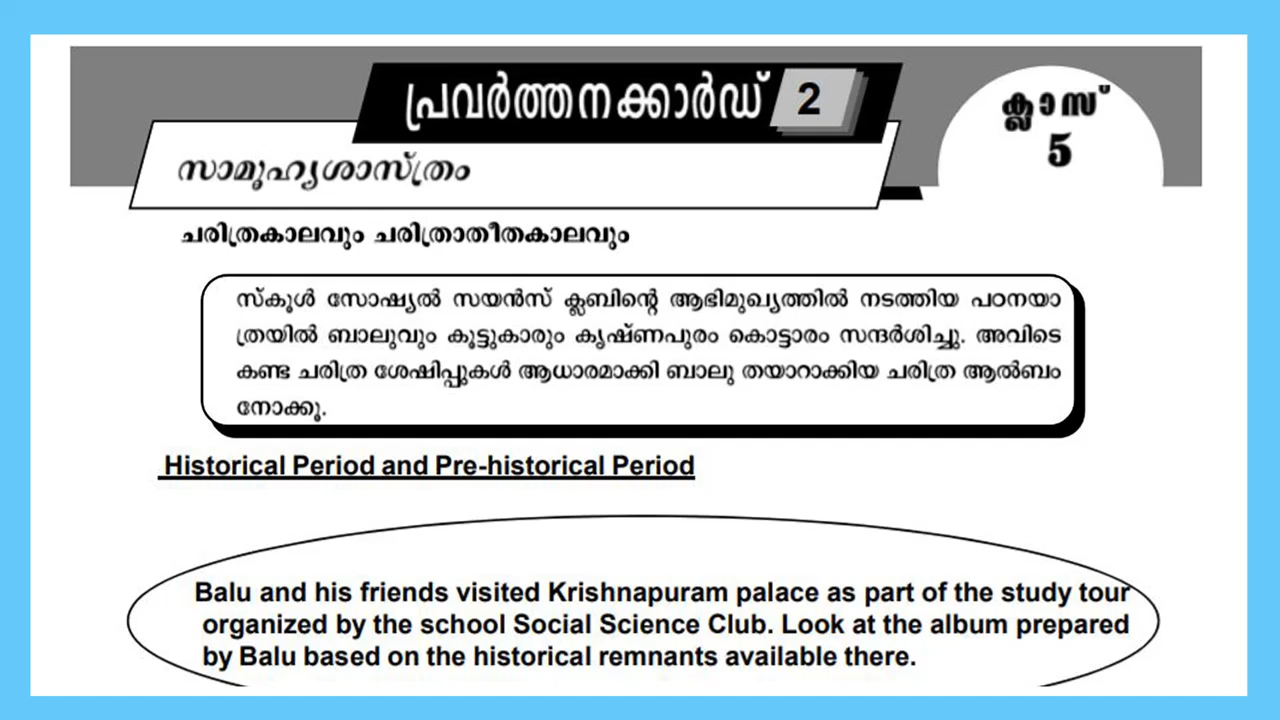 പ്രവർത്തനക്കാർഡ് 2
ക്ലാസ്
5
സാമൂഹ്യശാസ്ത്രം
ചരിത്രകാലവും ചരിത്രാതീതകാലവും
സ്കൂൾ സോഷ്യൽ സയൻസ് ക്ലബിന്റെ ആഭിമുഖ്യത്തിൽ നടത്തിയ പഠനയാ
ത്രയിൽ ബാലുവും കൂട്ടുകാരും കൃഷ്ണപുരം കൊട്ടാരം സന്ദർശിച്ചു. അവിടെ
കണ്ട ചരിത്ര ശേഷിപ്പുകൾ ആധാരമാക്കി ബാലു തയാറാക്കിയ ചരിത്ര ആൽബം
നോക്കൂ.
Historical Period and Pre-historical Period
Balu and his friends visited Krishnapuram palace as part of the study tour
organized by the school Social Science Club. Look at the album prepared
by Balu based on the historical remnants available there.